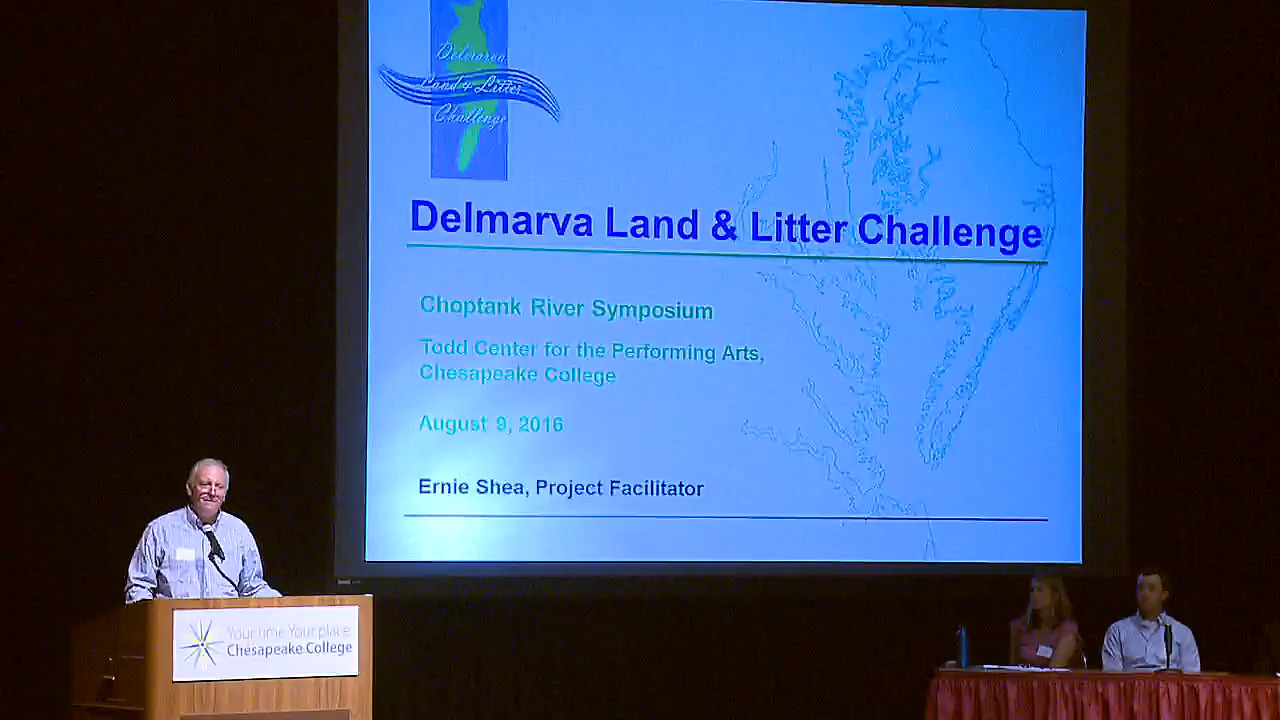 Delmarva
Land & Litter
Challenge
Delmarva Land & Litter Challenge
Choptank River Symposium
Todd Center for the Performing Arts,
Chesapeake College
August 9, 2016
Ernie Shea, Project Facilitator
Your time. Your place.
Chesapeake College